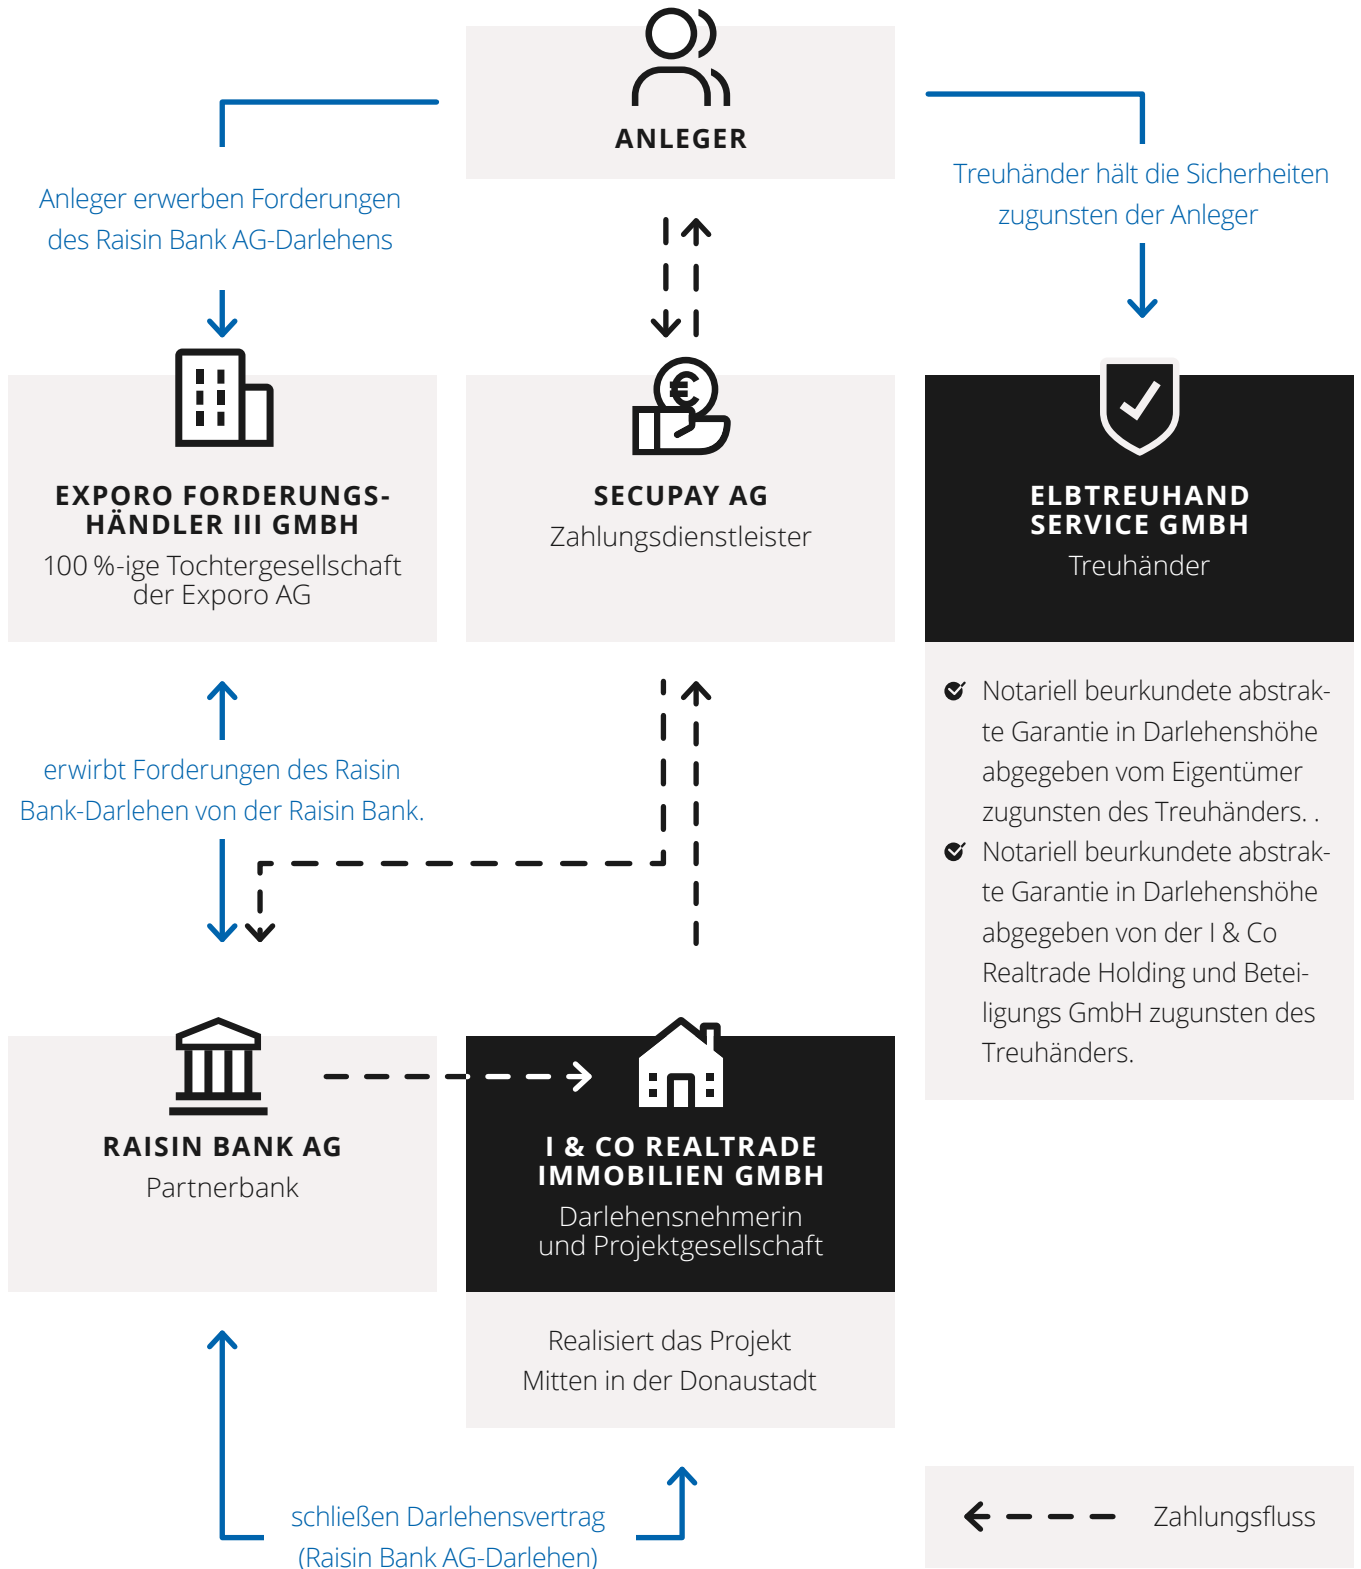 ANLEGER
Anleger erwerben Forderungen
des Raisin Bank AG-Darlehens
Treuhänder hält die Sicherheiten
zugunsten der Anleger
EXPORO FORDERUNGS-
HÄNDLER III GMBH
100 %-ige Tochtergesellschaft
der Exporo AG
€
SECUPAY AG
Zahlungsdienstleister
ELBTREUHAND
SERVICE GMBH
Treuhänder
Notariell beurkundete abstrak-
te Garantie in Darlehenshöhe
abgegeben vom Eigentümer
zugunsten des Treuhänders. .
Notariell beurkundete abstrak-
te Garantie in Darlehenshöhe
abgegeben von der I & Co
Realtrade Holding und Betei-
ligungs GmbH zugunsten des
Treuhänders.
erwirbt Forderungen des Raisin
Bank-Darlehen von der Raisin Bank.
RAISIN BANK AG
Partnerbank
I & CO REALTRADE
IMMOBILIEN GMBH
Darlehensnehmerin
und Projektgesellschaft
Realisiert das Projekt
Mitten in der Donaustadt
schließen Darlehensvertrag
(Raisin Bank AG-Darlehen)
Zahlungsfluss